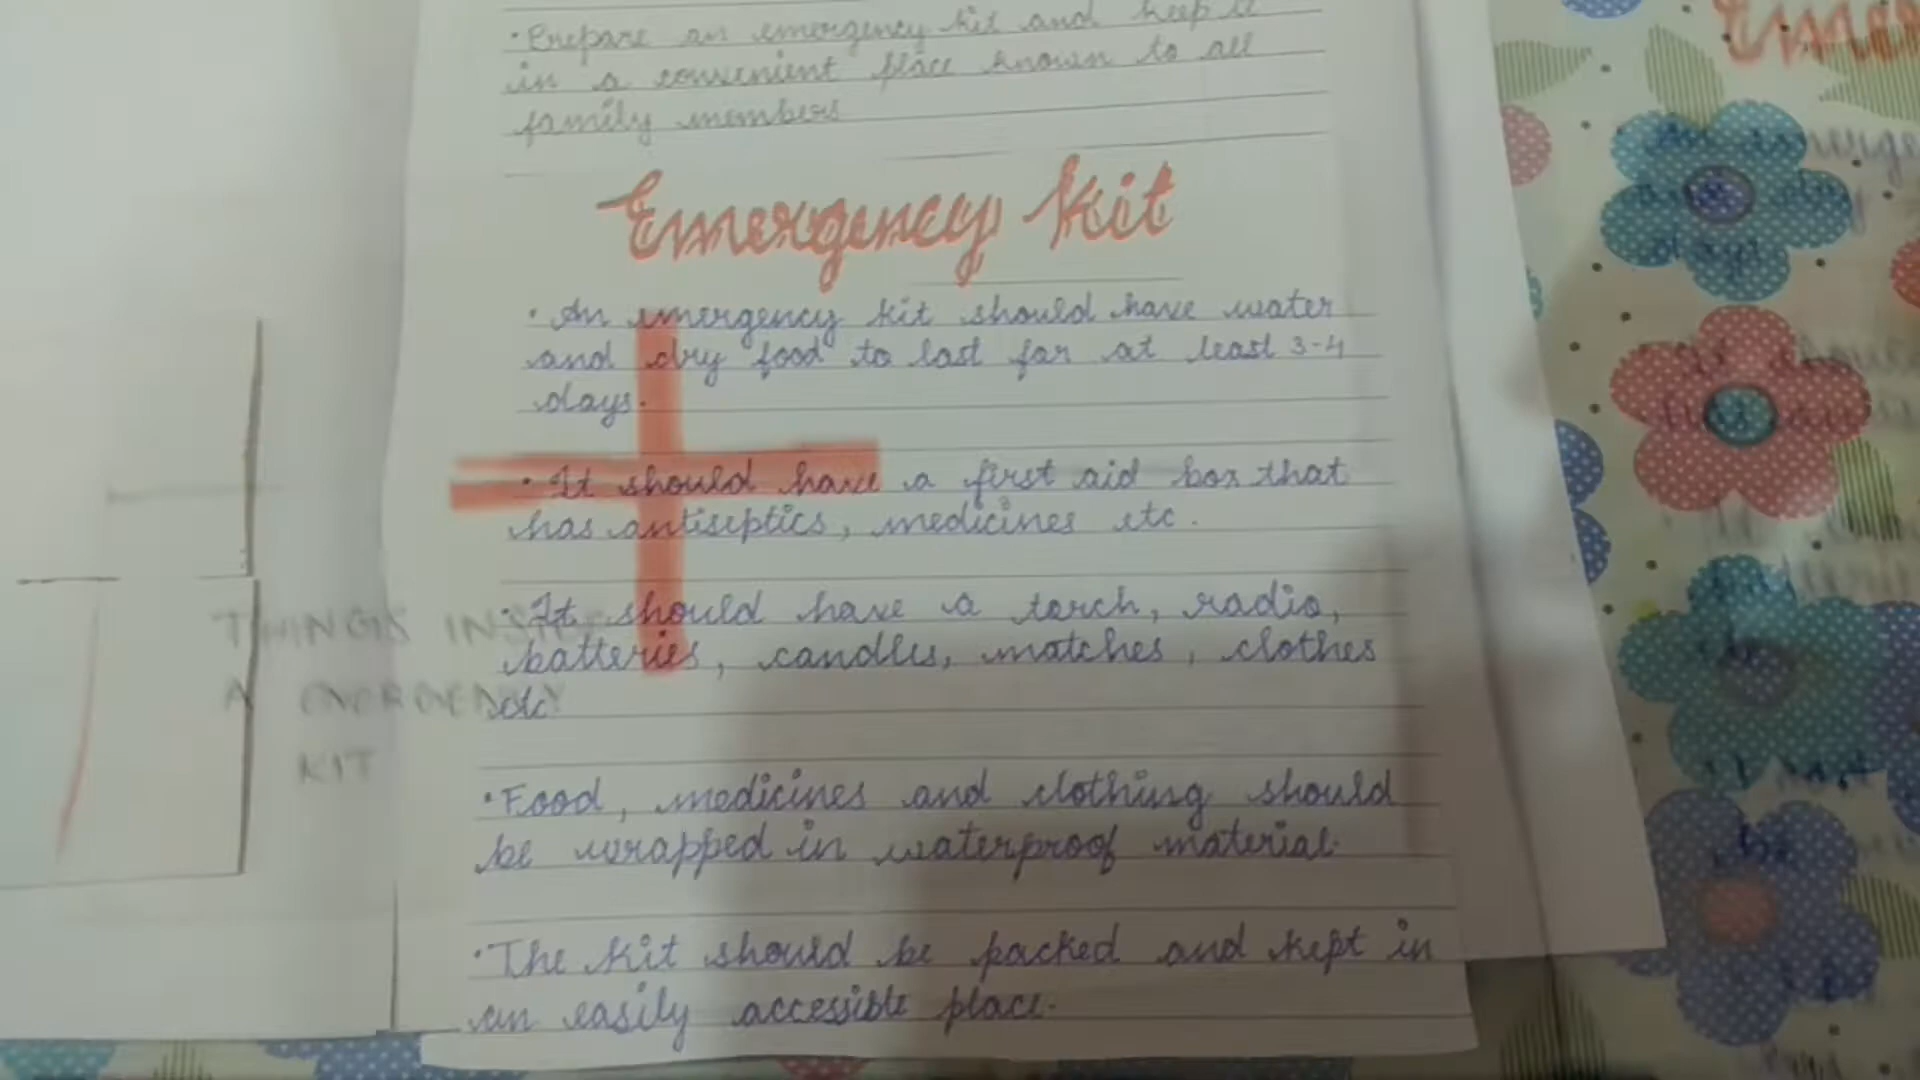 • Prepare an emergency kit and keep it
in a convenient place known to all
family members
Emergency Kit
• An emergency kit should have water
and dry food to last for at least 3-4
days.
• It should have a first aid box that
has antiseptics, medicines etc.
• It should have a torch, radio,
batteries, candles, matches, clothes
etc
• Food, medicines and clothing should
be wrapped in waterproof material.
• The kit should be packed and kept in
an easily accessible place.
THINGS INSIDE
A EMERGENCY
KIT